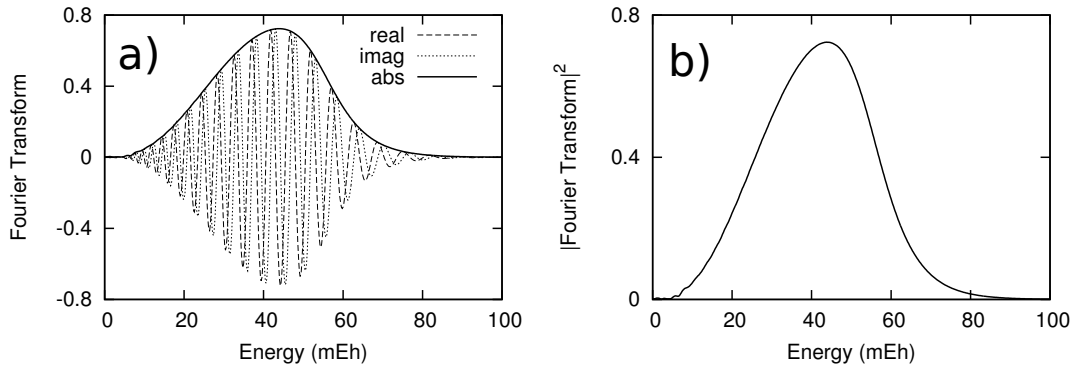 a)
real
imag
abs
0.8
0.4
0
-0.4
-0.8
0 20 40 60 80 100
Fourier Transform
Energy (mEh)
b)
0.8
0.4
0
0 20 40 60 80 100
|Fourier Transform|²
Energy (mEh)